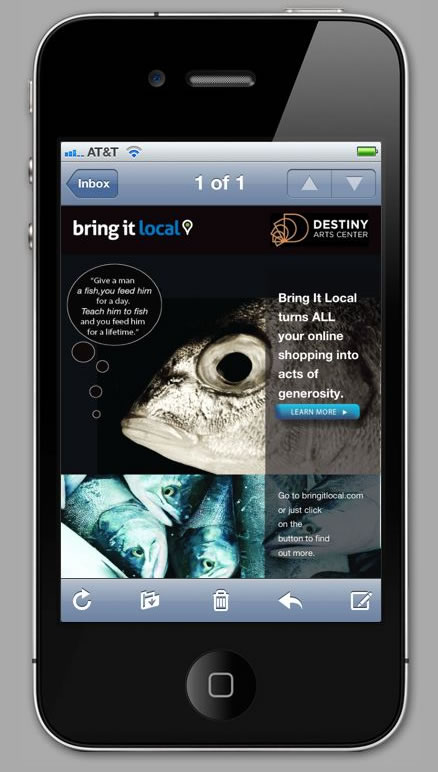 AT&T
Inbox
1 of 1
bring it local
DESTINY
ARTS CENTER
"Give a man
a fish,you feed him
for a day.
Teach him to fish
and you feed him
for a lifetime."
Bring It Local
turns ALL
your online
shopping into
acts of
generosity.
LEARN MORE
Go to bringitlocal.com
or just click
on the
button to find
out more.